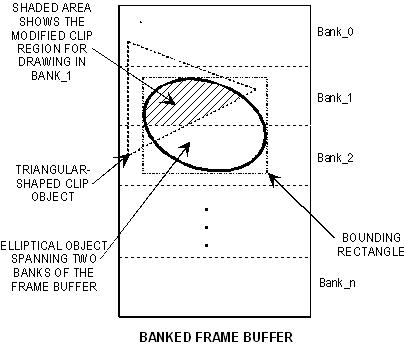 SHADED AREA
SHOWS THE
MODIFIED CLIP
REGION FOR
DRAWING IN
BANK_1
TRIANGULAR-
SHAPED CLIP
OBJECT
ELLIPTICAL OBJECT
SPANNING TWO
BANKS OF THE
FRAME BUFFER
Bank_0
Bank_1
Bank_2
BOUNDING
RECTANGLE
Bank_n
BANKED FRAME BUFFER